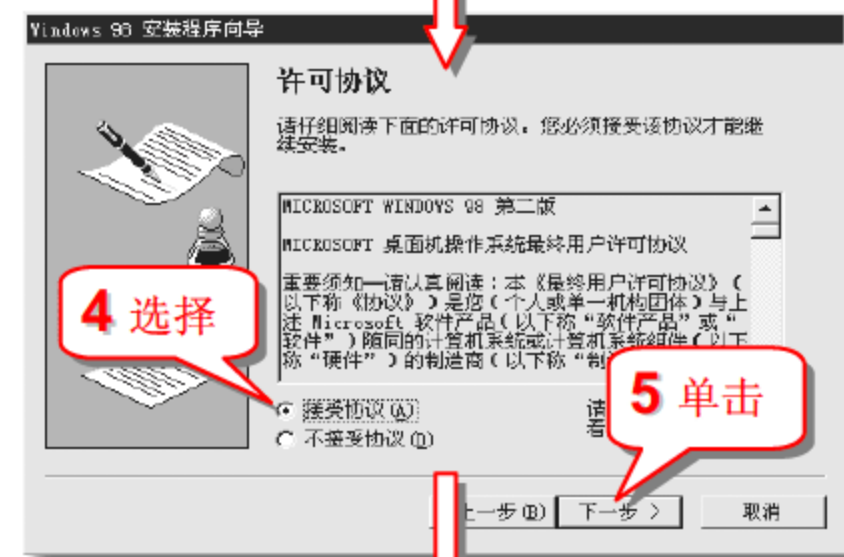 Windows 98 安装程序向导
许可协议
请仔细阅读下面的许可协议。您必须接受该协议才能继
续安装。
MICROSOFT WINDOWS 98 第二版
MICROSOFT 桌面机操作系统最终用户许可协议
重要须知—请认真阅读：本《最终用户许可协议》（
以下称《协议》）是您（个人或单一机构团体）与上
述 Microsoft 软件产品（以下称“软件产品”或“
软件”）随同的计算机系统或计算机系统组件（以下
称“硬件”）的制造商（以下称“制
4 选择
接受协议(A)
不接受协议(D)
请
看
5 单击
上一步(B)
下一步 >
取消